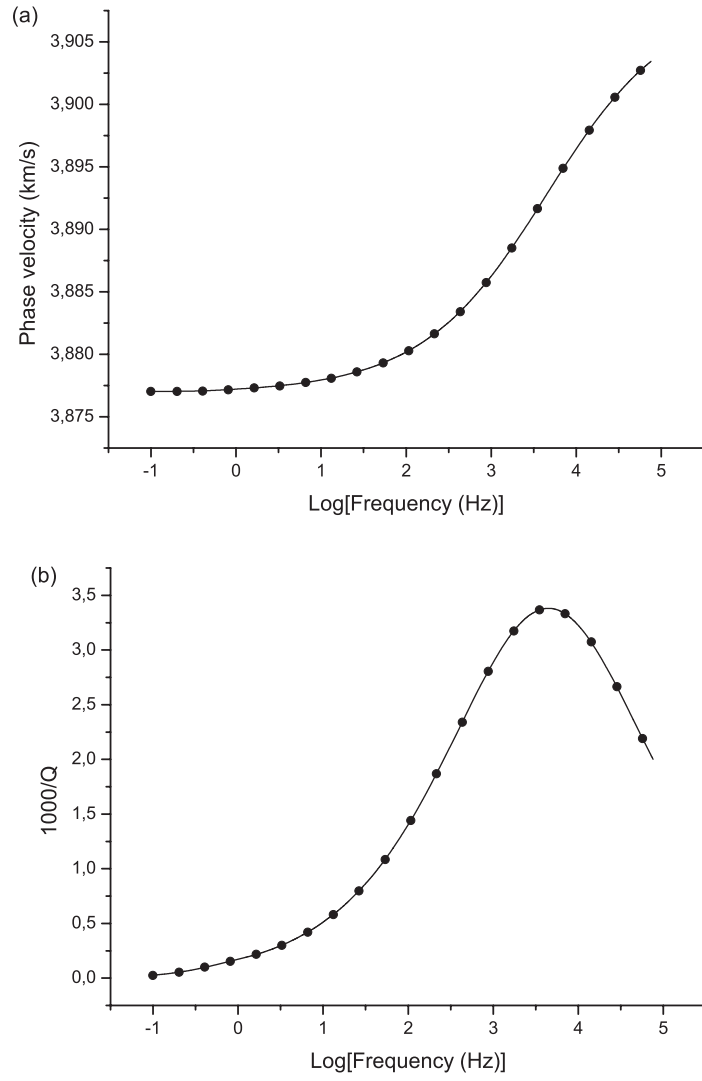 (a)
3,905
3,900
3,895
3,890
3,885
3,880
3,875
Phase velocity (km/s)
-1 0 1 2 3 4 5
Log[Frequency (Hz)]
(b)
3,5
3,0
2,5
2,0
1,5
1,0
0,5
0,0
1000/Q
-1 0 1 2 3 4 5
Log[Frequency (Hz)]